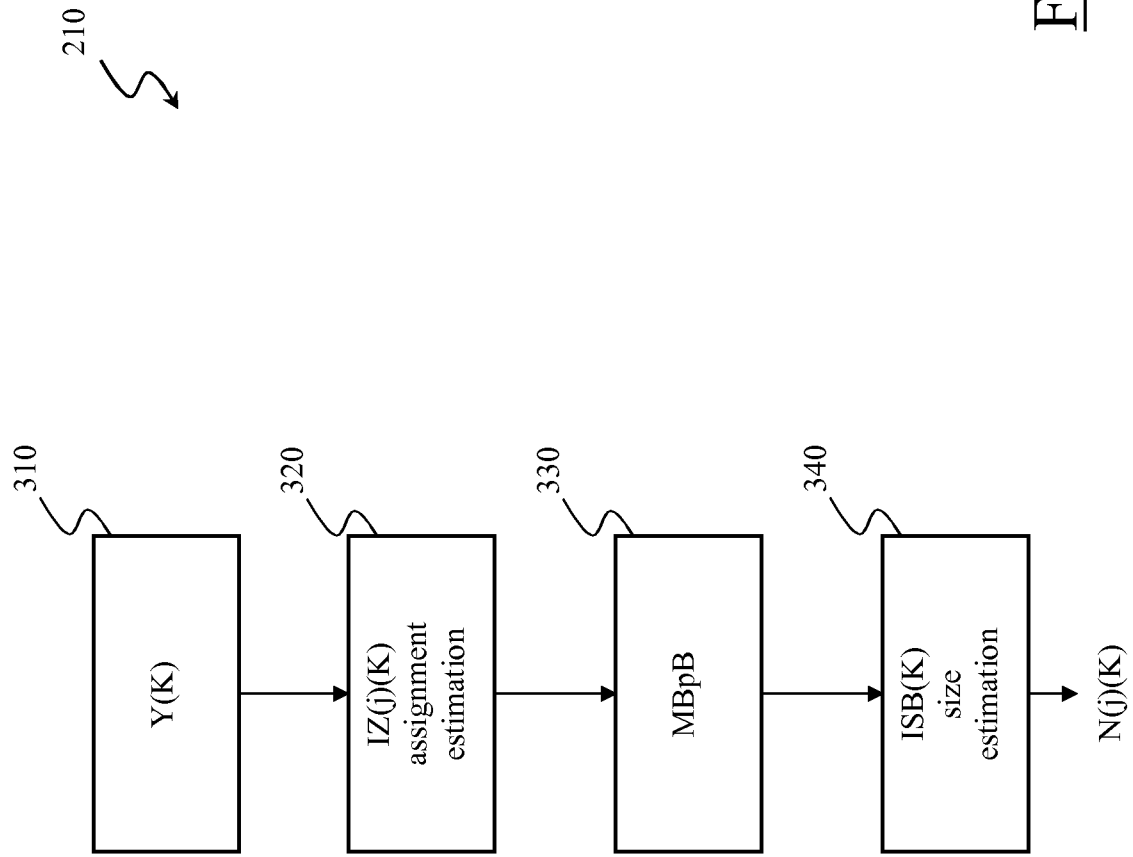 210
310
Y(K)
320
IZ(j)(K)
assignment
estimation
330
MBpB
340
ISB(K)
size
estimation
N(j)(K)